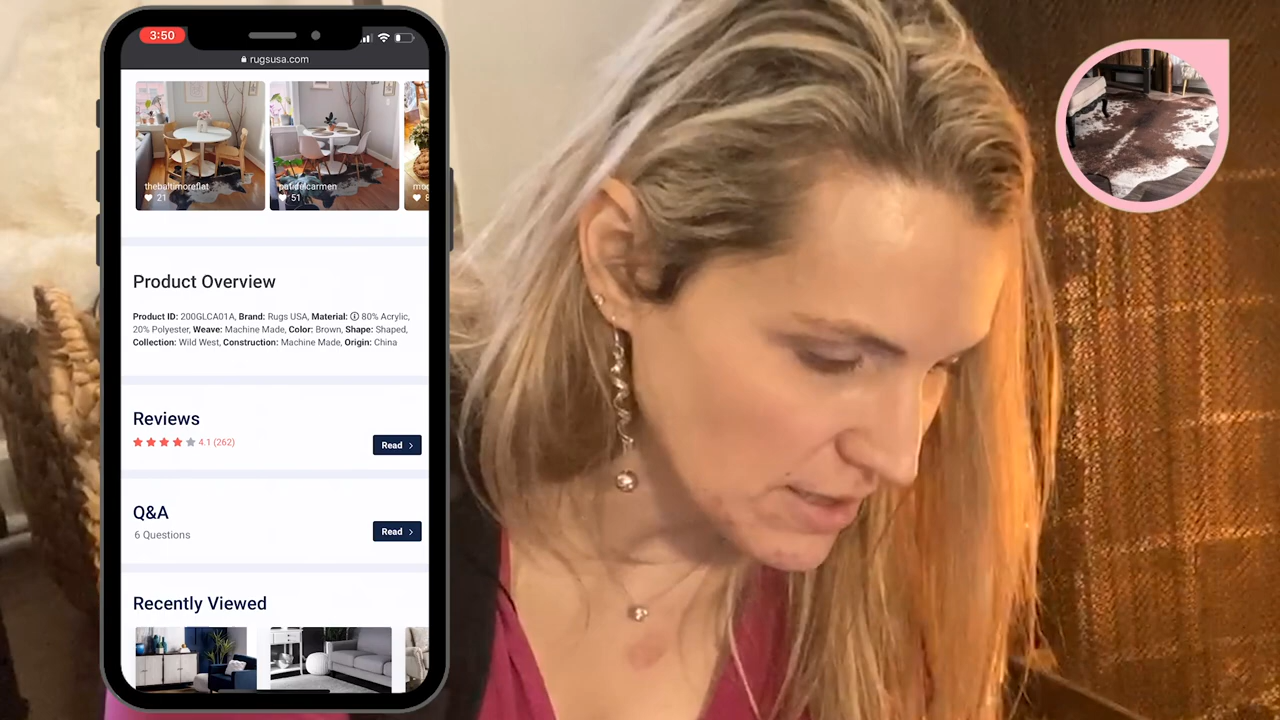 3:50
rugsusa.com
thebaltimoreflat
21
patidelcarmen
51
8
Product Overview
Product ID: 200GLCA01A, Brand: Rugs USA, Material: ⓘ 80% Acrylic,
20% Polyester, Weave: Machine Made, Color: Brown, Shape: Shaped,
Collection: Wild West, Construction: Machine Made, Origin: China
Reviews
4.1 (262)
Read >
Q&A
6 Questions
Read >
Recently Viewed